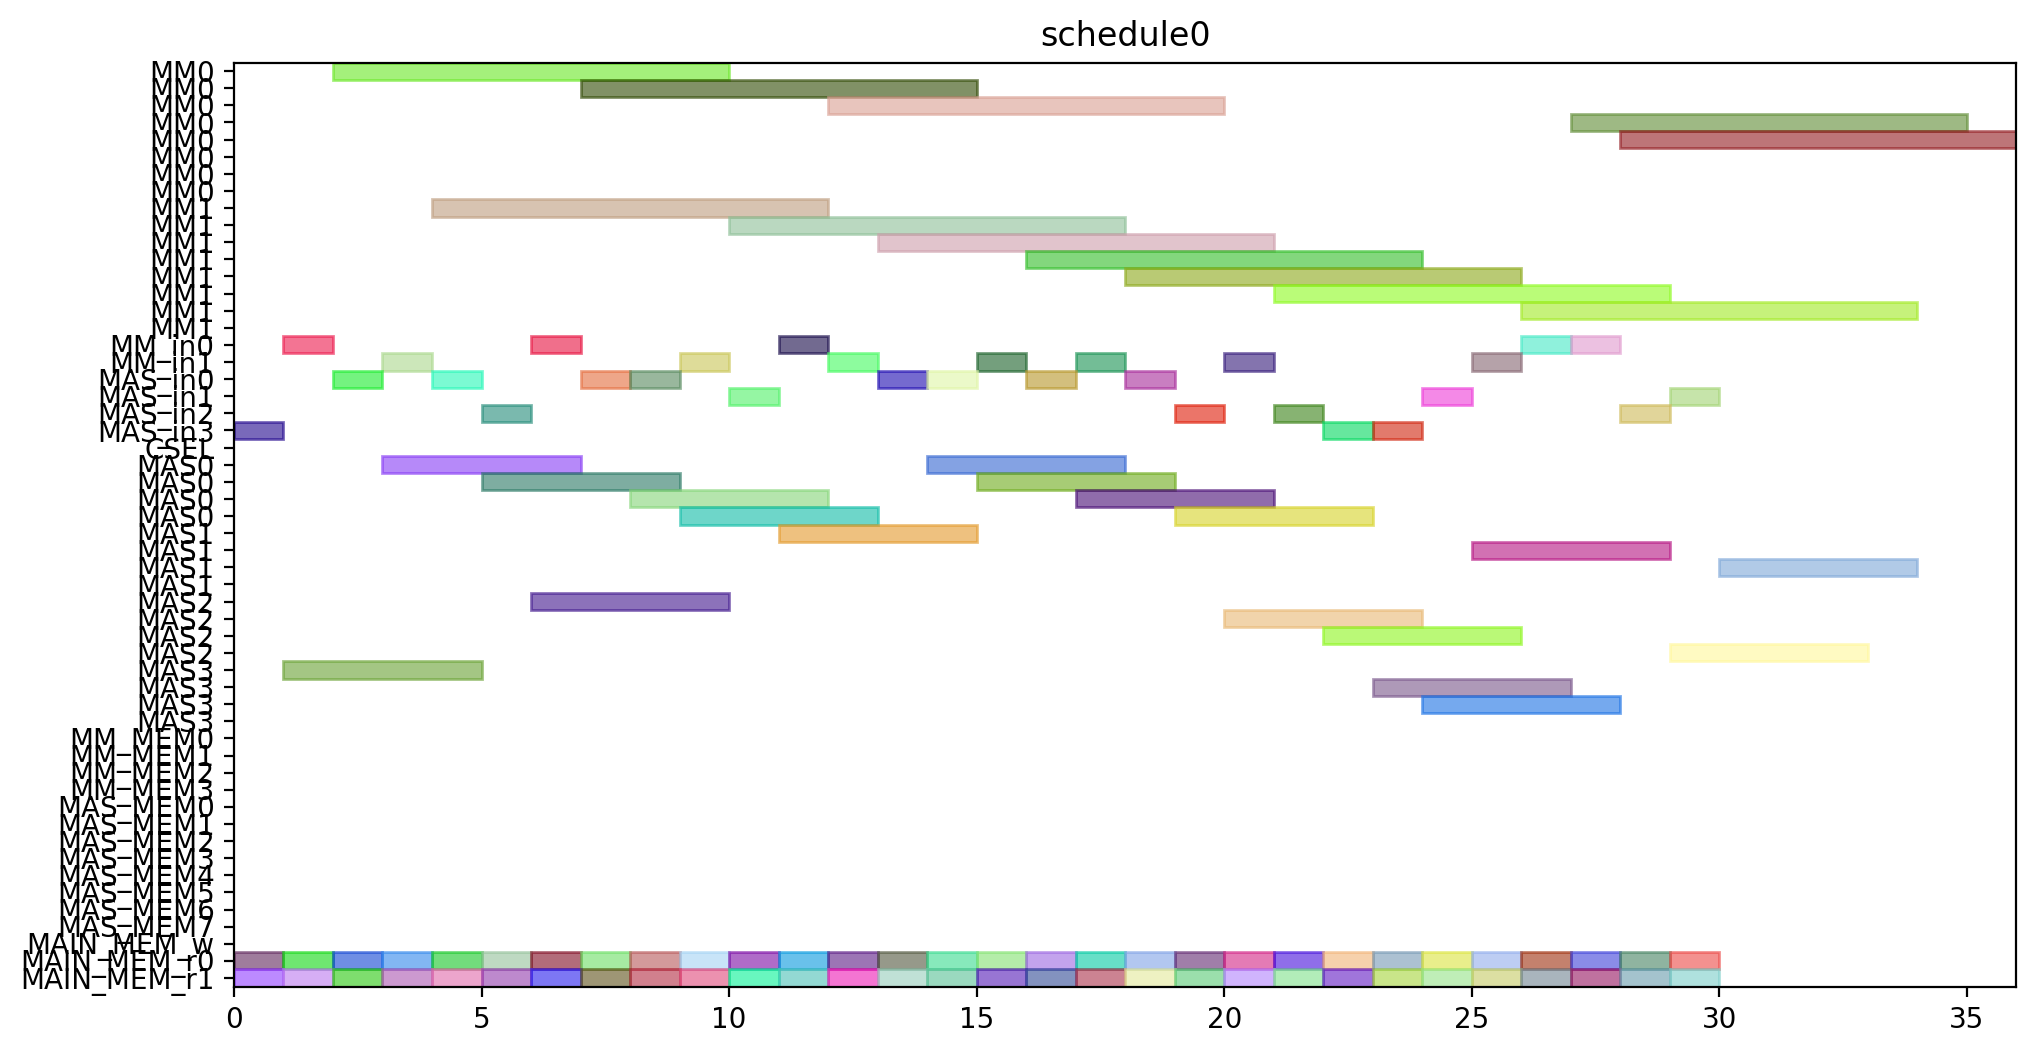 schedule0
MM0
MM0
MM0
MM0
MM0
MM0
MM0
MM0
MM1
MM1
MM1
MM1
MM1
MM1
MM1
MM1
MM_in0
MM_in1
MAS_in0
MAS_in1
MAS_in2
MAS_in3
CSEL
MAS0
MAS0
MAS0
MAS0
MAS1
MAS1
MAS1
MAS1
MAS2
MAS2
MAS2
MAS2
MAS3
MAS3
MAS3
MAS3
MM_MEM0
MM_MEM1
MM_MEM2
MM_MEM3
MAS_MEM0
MAS_MEM1
MAS_MEM2
MAS_MEM3
MAS_MEM4
MAS_MEM5
MAS_MEM6
MAS_MEM7
MAIN_MEM_w
MAIN_MEM_r0
MAIN_MEM_r1
0 5 10 15 20 25 30 35